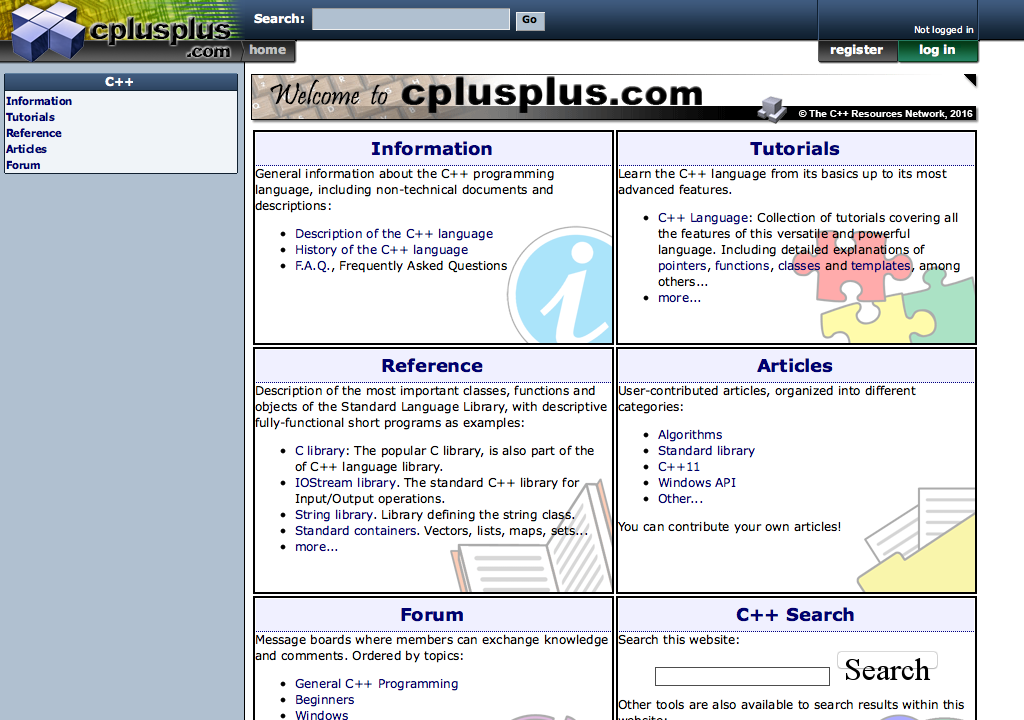 cplusplus
.com
Search:
Go
Not logged in
home
register
log in
C++
Information
Tutorials
Reference
Articles
Forum
Welcome to cplusplus.com
© The C++ Resources Network, 2016
Information
General information about the C++ programming
language, including non-technical documents and
descriptions:
Description of the C++ language
History of the C++ language
F.A.Q., Frequently Asked Questions
Tutorials
Learn the C++ language from its basics up to its most
advanced features.
C++ Language: Collection of tutorials covering all
the features of this versatile and powerful
language. Including detailed explanations of
pointers, functions, classes and templates, among
others...
more...
Reference
Description of the most important classes, functions and
objects of the Standard Language Library, with descriptive
fully-functional short programs as examples:
C library: The popular C library, is also part of the
of C++ language library.
IOStream library. The standard C++ library for
Input/Output operations.
String library. Library defining the string class.
Standard containers. Vectors, lists, maps, sets...
more...
Articles
User-contributed articles, organized into different
categories:
Algorithms
Standard library
C++11
Windows API
Other...
You can contribute your own articles!
Forum
Message boards where members can exchange knowledge
and comments. Ordered by topics:
General C++ Programming
Beginners
Windows
C++ Search
Search this website:
Search
Other tools are also available to search results within this
website: